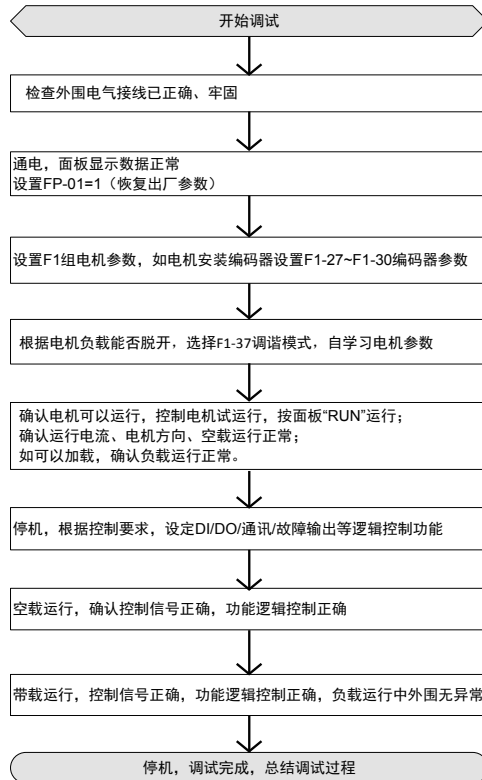 开始调试
检查外围电气接线已正确、牢固
通电，面板显示数据正常
设置FP-01=1（恢复出厂参数）
设置F1组电机参数，如电机安装编码器设置F1-27~F1-30编码器参数
根据电机负载能否脱开，选择F1-37调谐模式，自学习电机参数
确认电机可以运行，控制电机试运行，按面板“RUN”运行；
确认运行电流、电机方向、空载运行正常；
如可以加载，确认负载运行正常。
停机，根据控制要求，设定DI/DO/通讯/故障输出等逻辑控制功能
空载运行，确认控制信号正确，功能逻辑控制正确
带载运行，控制信号正确，功能逻辑控制正确，负载运行中外围无异常
停机，调试完成，总结调试过程